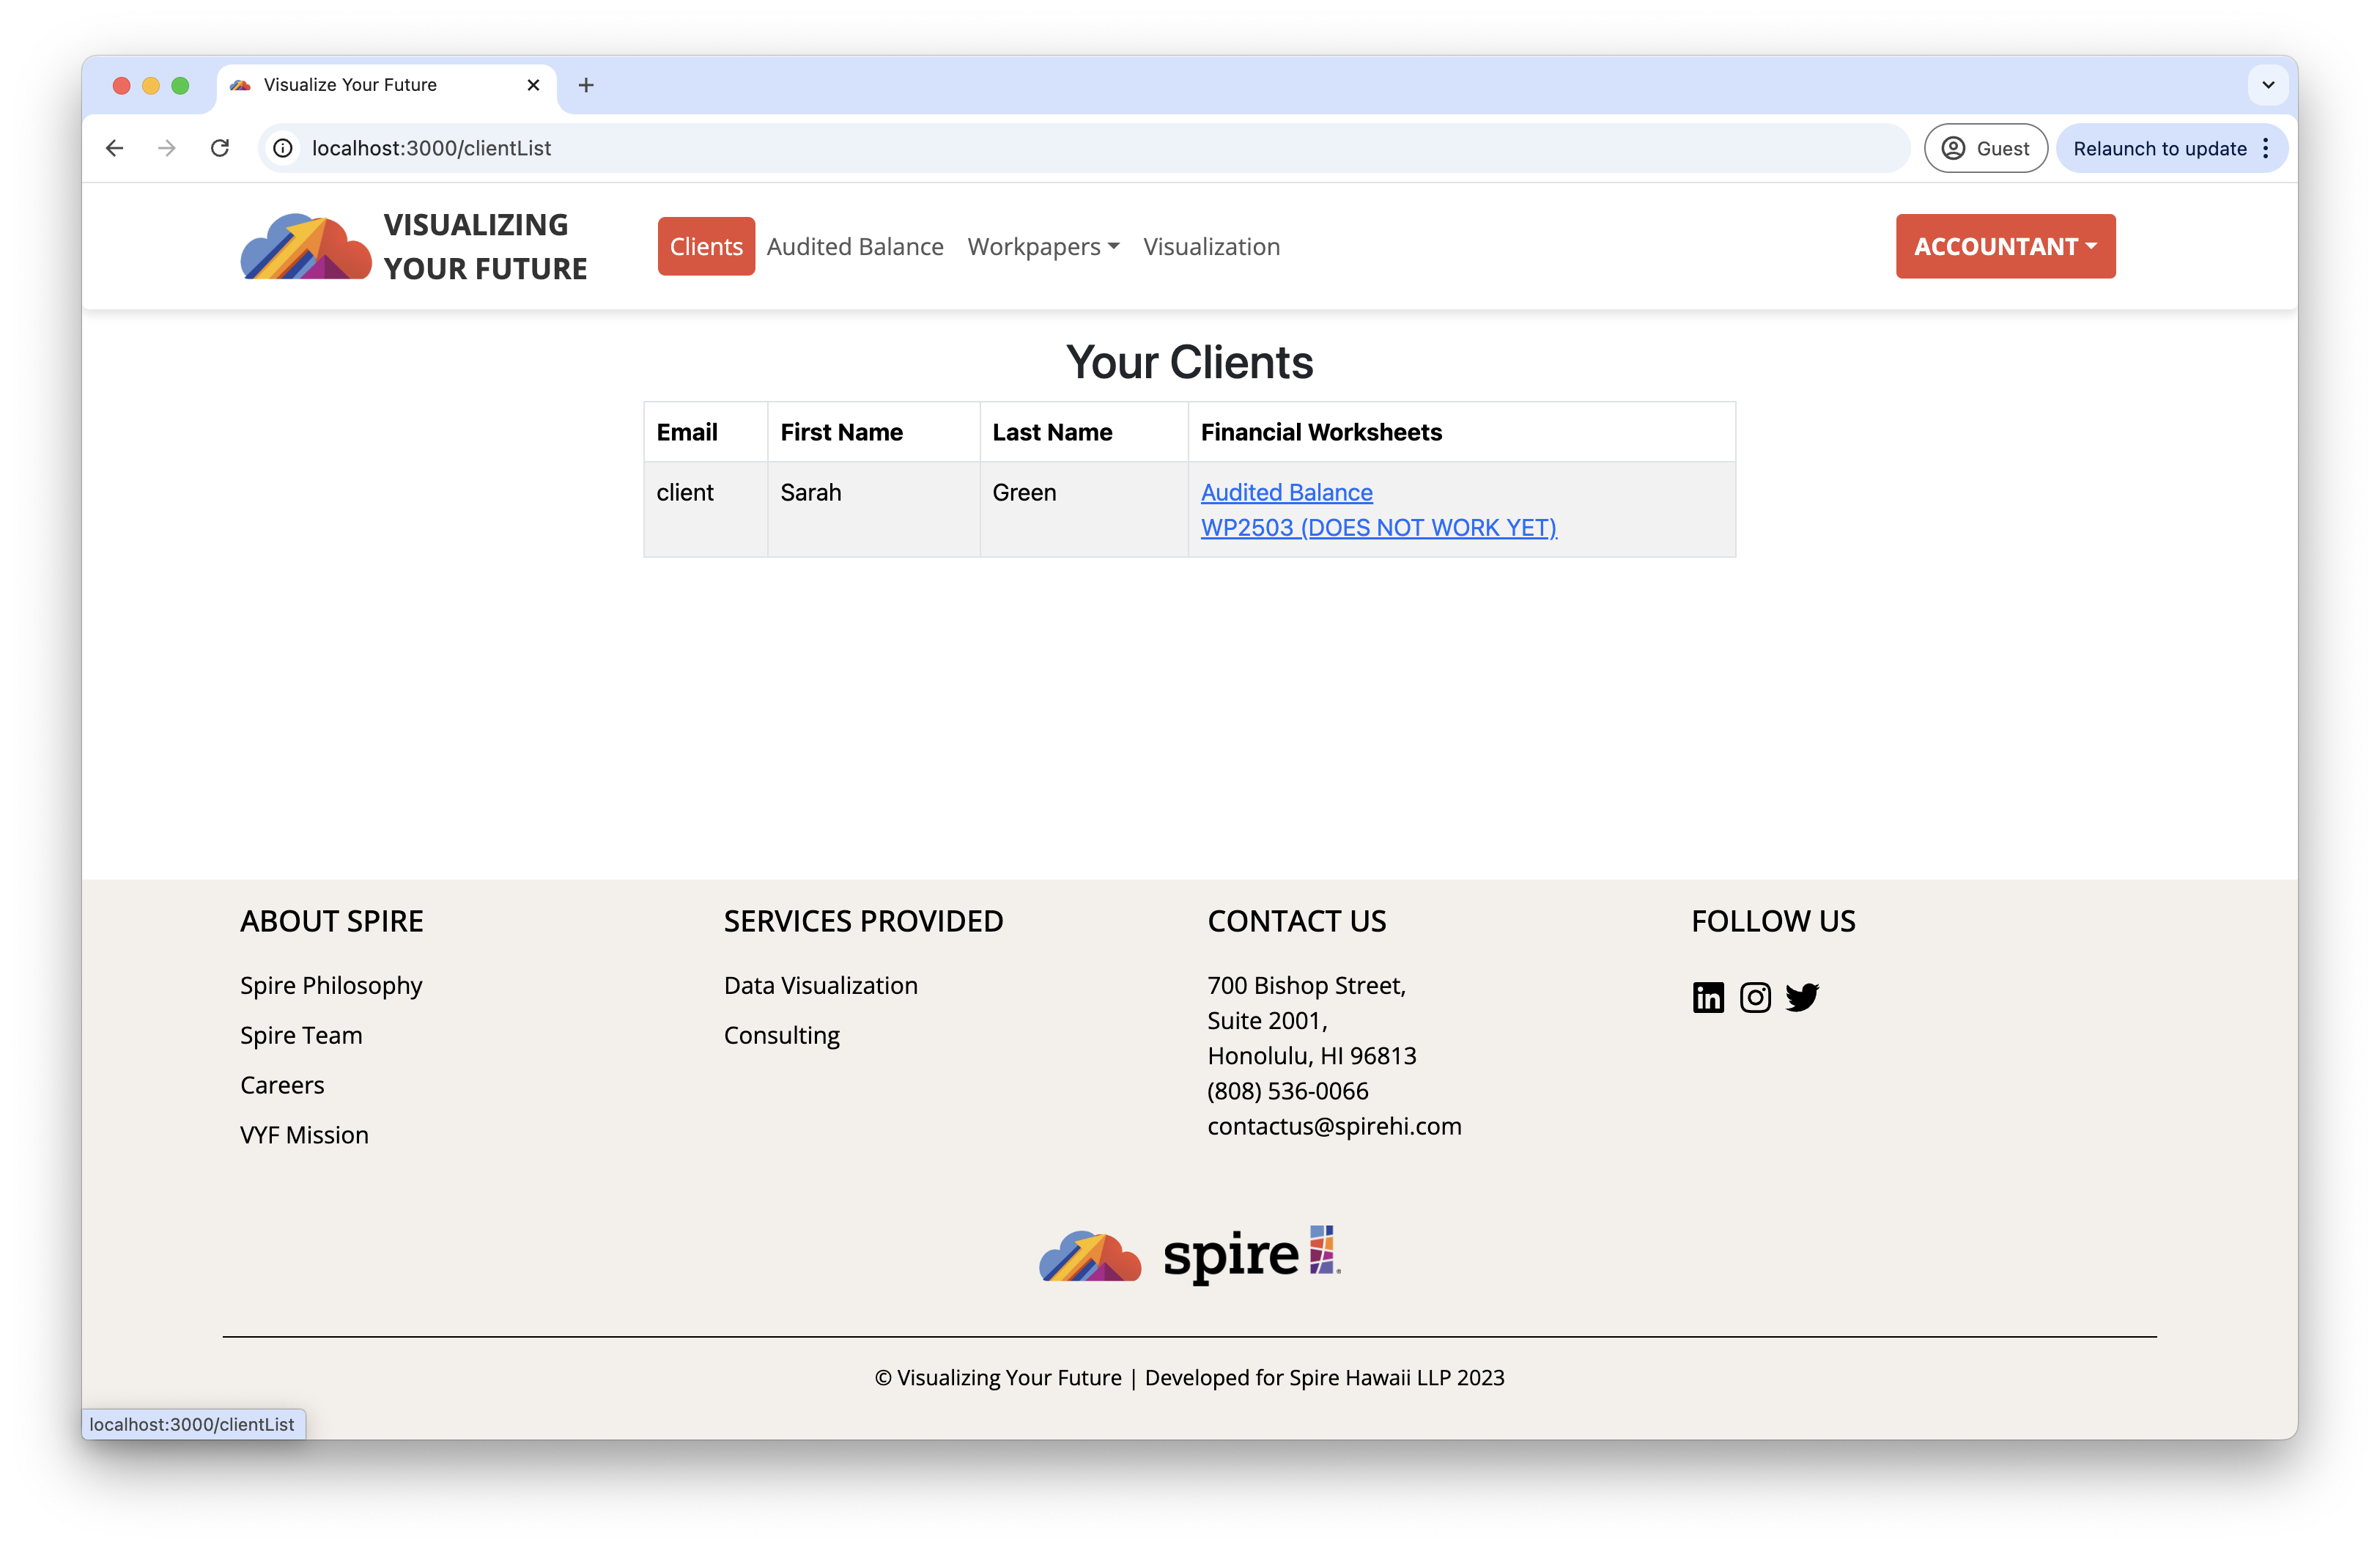 Visualize Your Future
localhost:3000/clientList
Guest
Relaunch to update
VISUALIZING
YOUR FUTURE
Clients
Audited Balance
Workpapers
Visualization
ACCOUNTANT
Your Clients
Email
First Name
Last Name
Financial Worksheets
client
Sarah
Green
Audited Balance
WP2503 (DOES NOT WORK YET)
ABOUT SPIRE
Spire Philosophy
Spire Team
Careers
VYF Mission
SERVICES PROVIDED
Data Visualization
Consulting
CONTACT US
700 Bishop Street,
Suite 2001,
Honolulu, HI 96813
(808) 536-0066
contactus@spirehi.com
FOLLOW US
in
spire
© Visualizing Your Future | Developed for Spire Hawaii LLP 2023
localhost:3000/clientList